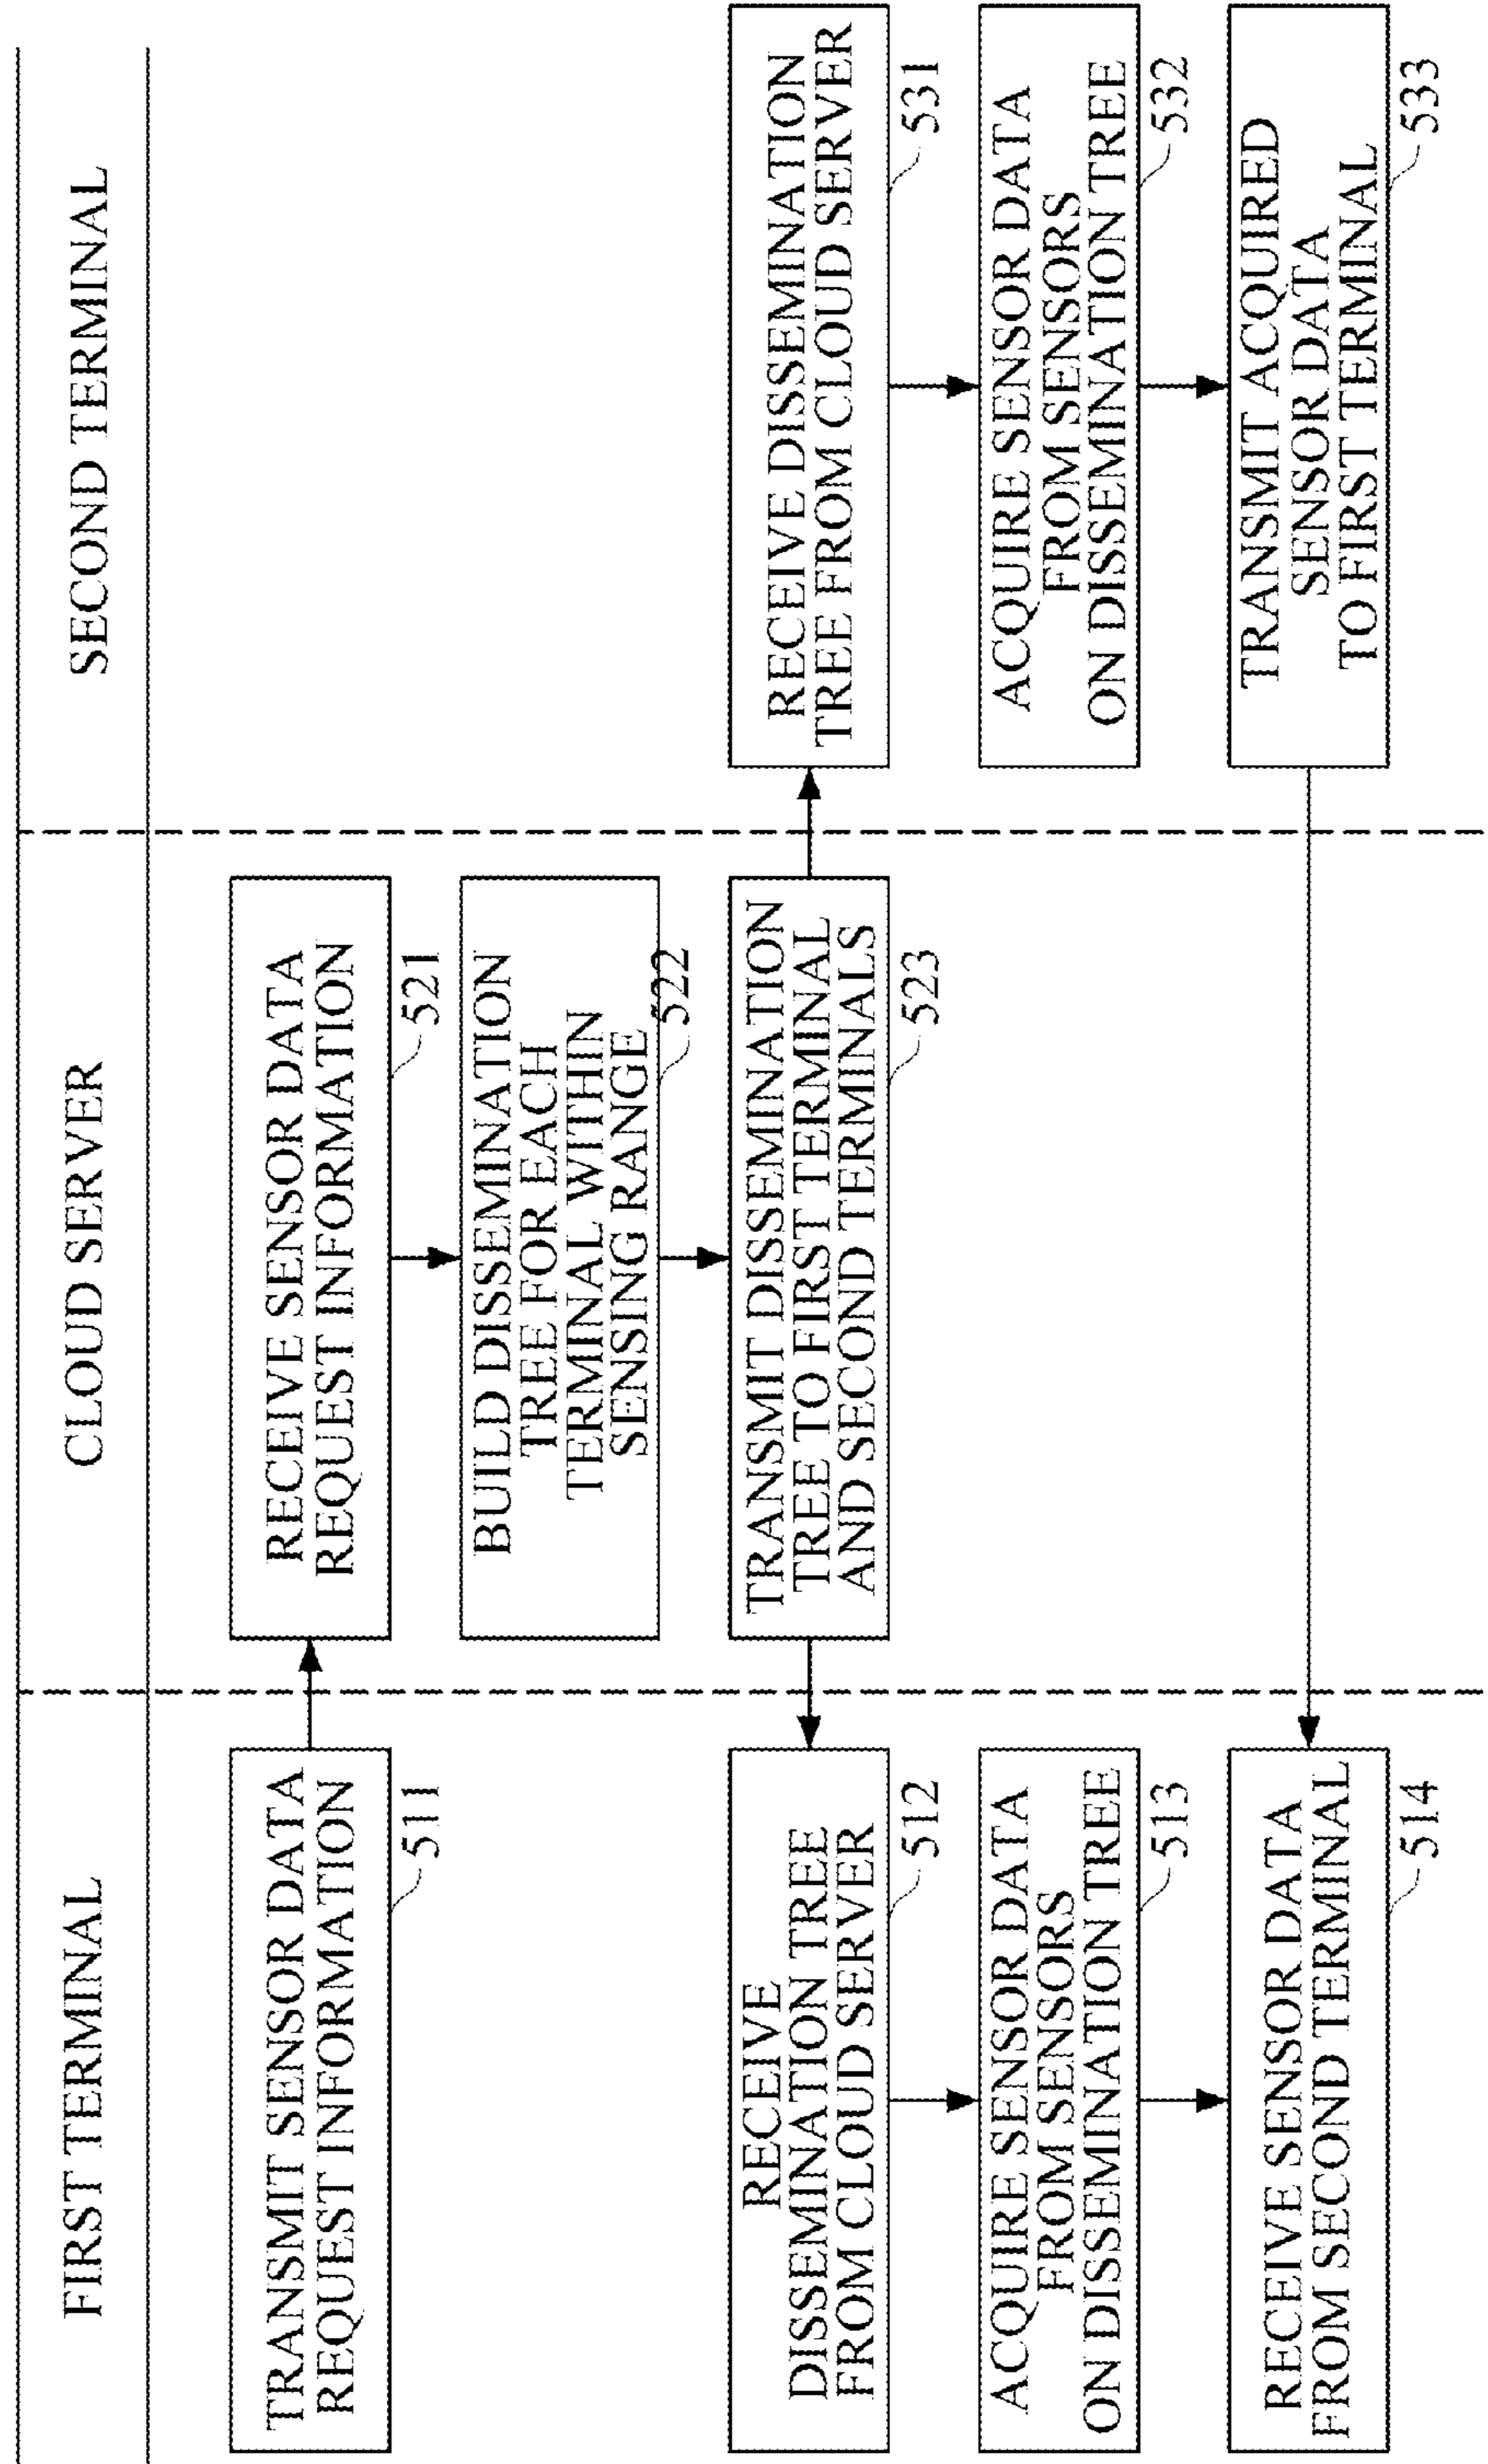 FIRST TERMINAL
CLOUD SERVER
SECOND TERMINAL
TRANSMIT SENSOR DATA
REQUEST INFORMATION
511
RECEIVE SENSOR DATA
REQUEST INFORMATION
521
BUILD DISSEMINATION
TREE FOR EACH
TERMINAL WITHIN
SENSING RANGE
522
RECEIVE
DISSEMINATION TREE
FROM CLOUD SERVER
512
TRANSMIT DISSEMINATION
TREE TO FIRST TERMINAL
AND SECOND TERMINALS
523
RECEIVE DISSEMINATION
TREE FROM CLOUD SERVER
531
ACQUIRE SENSOR DATA
FROM SENSORS
ON DISSEMINATION TREE
513
ACQUIRE SENSOR DATA
FROM SENSORS
ON DISSEMINATION TREE
532
RECEIVE SENSOR DATA
FROM SECOND TERMINAL
514
TRANSMIT ACQUIRED
SENSOR DATA
TO FIRST TERMINAL
533